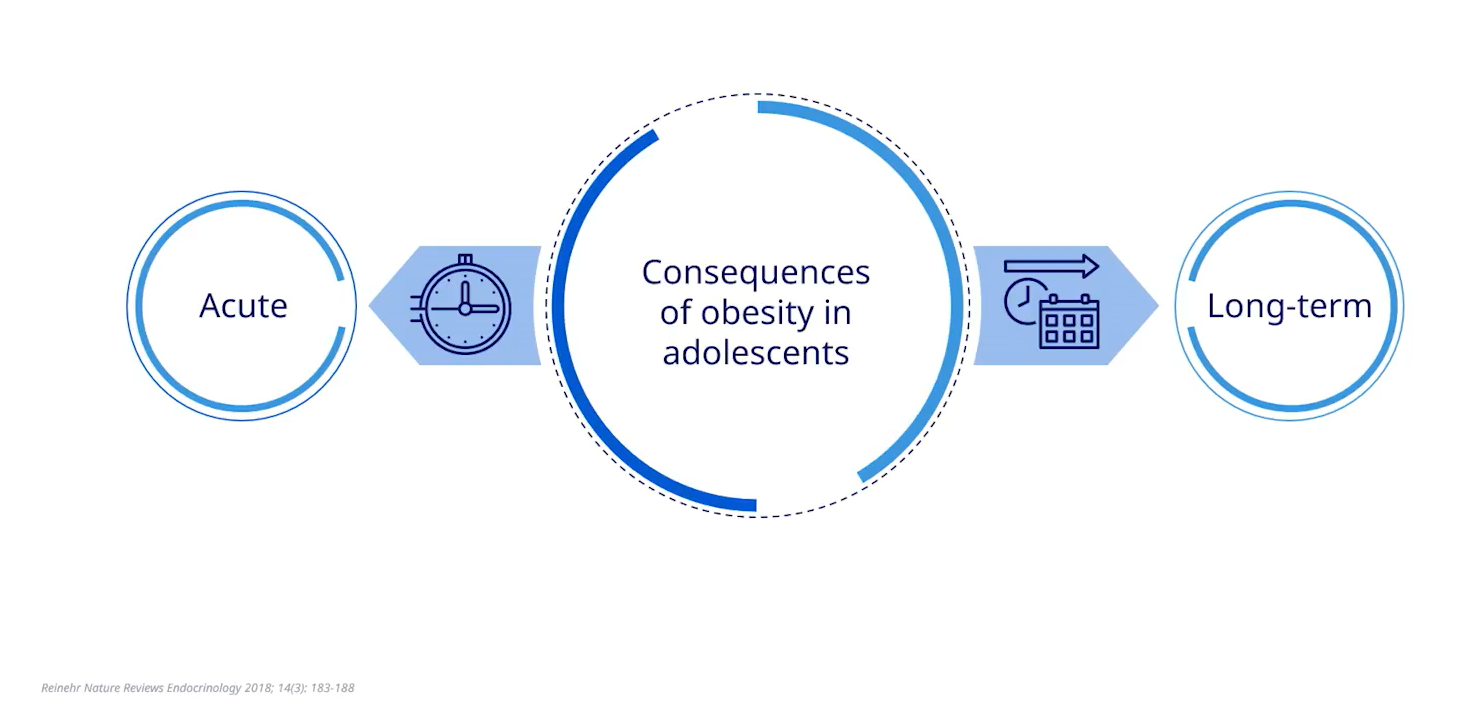 Acute
Consequences
of obesity in
adolescents
Long-term
Reinehr Nature Reviews Endocrinology 2018; 14(3): 183-188